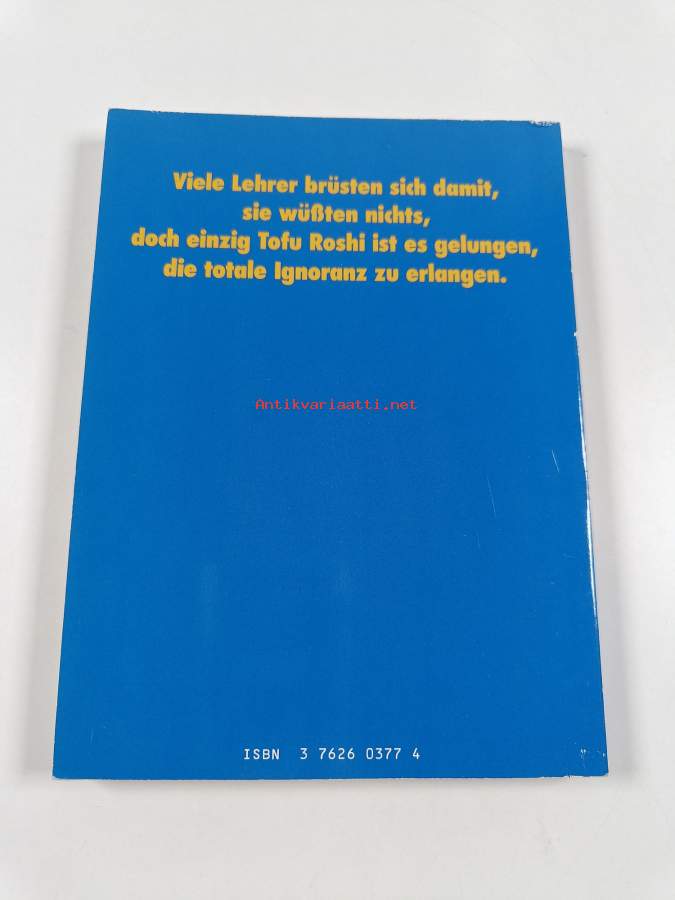 Viele Lehrer brüsten sich damit,
sie wüßten nichts,
doch einzig Tofu Roshi ist es gelungen,
die totale Ignoranz zu erlangen.
Antikvariaatti.net
ISBN 3 7626 0377 4